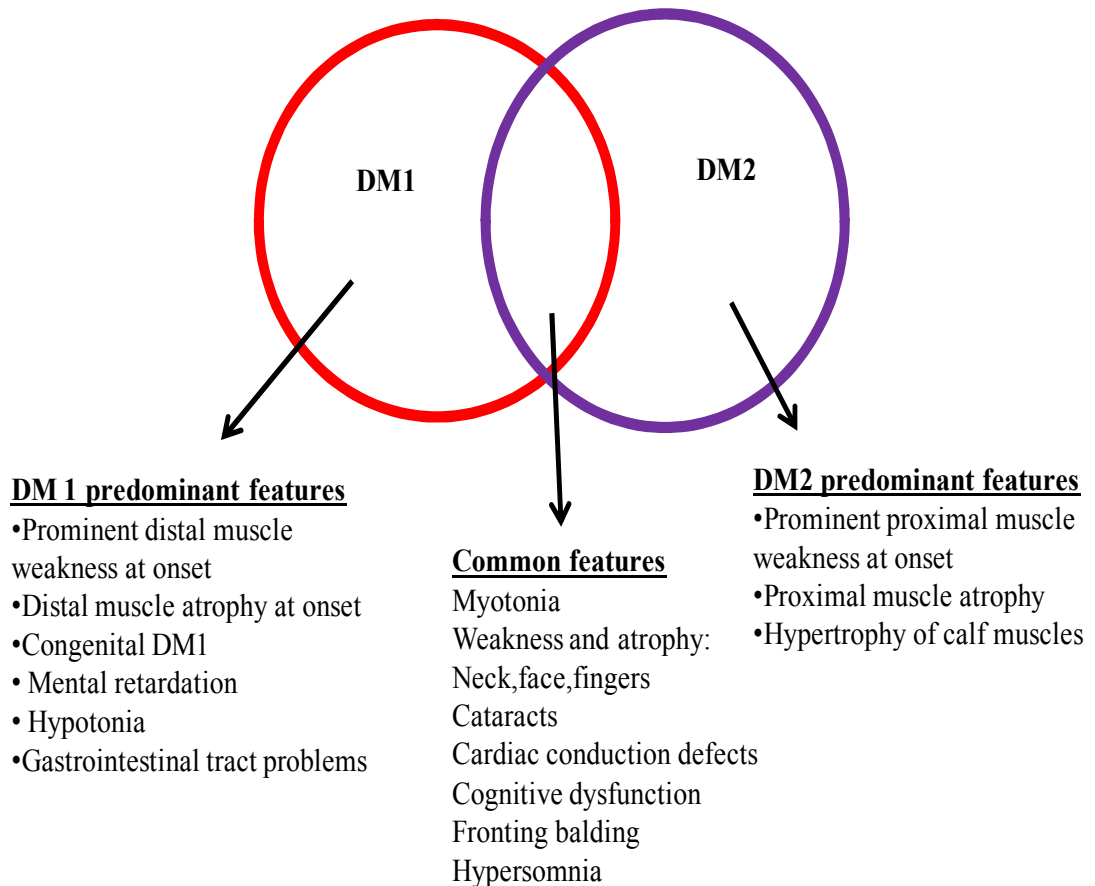 DM1
DM2
DM 1 predominant features
•Prominent distal muscle
weakness at onset
•Distal muscle atrophy at onset
•Congenital DM1
• Mental retardation
• Hypotonia
•Gastrointestinal tract problems
Common features
Myotonia
Weakness and atrophy:
Neck,face,fingers
Cataracts
Cardiac conduction defects
Cognitive dysfunction
Fronting balding
Hypersomnia
DM2 predominant features
•Prominent proximal muscle
weakness at onset
•Proximal muscle atrophy
•Hypertrophy of calf muscles